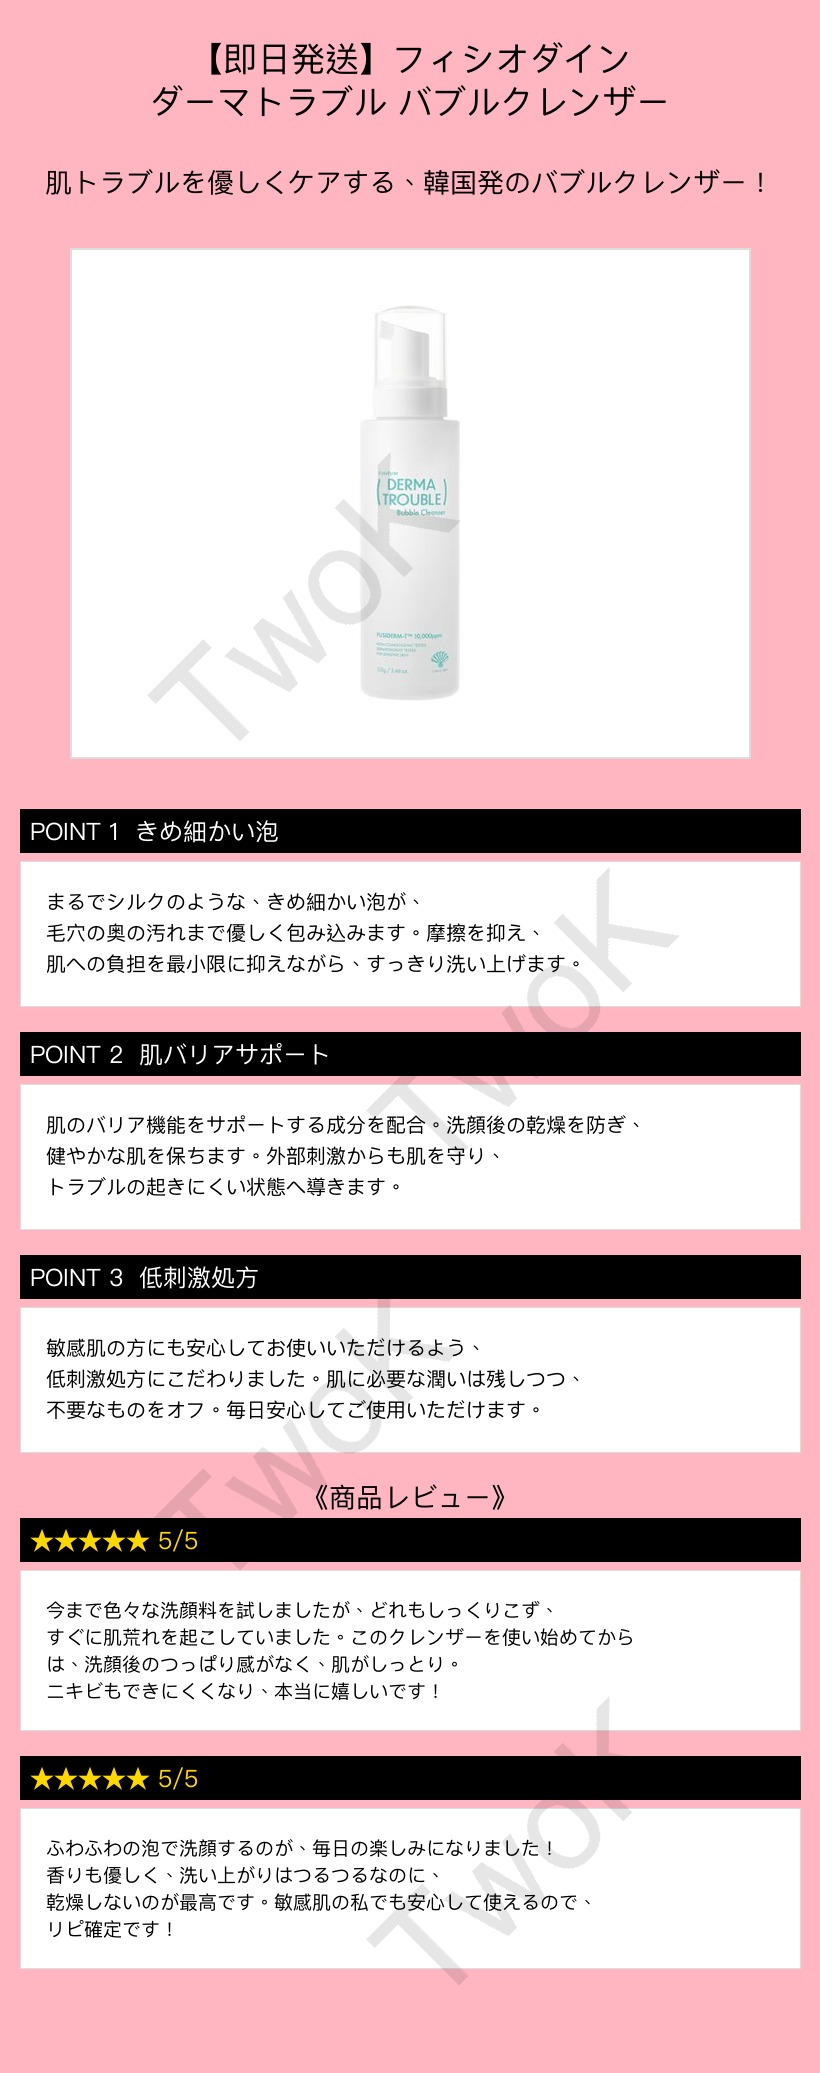 【即日発送】フィシオダイン
ダーマトラブル バブルクレンザー
肌トラブルを優しくケアする、韓国発のバブルクレンザー！
DERMA
TROUBLE
Bubble Cleanser
FUSIDERM-T™ 10,000ppm
TwoK
POINT 1 きめ細かい泡
まるでシルクのような、きめ細かい泡が、
毛穴の奥の汚れまで優しく包み込みます。摩擦を抑え、
肌への負担を最小限に抑えながら、すっきり洗い上げます。
TwoK
POINT 2 肌バリアサポート
肌のバリア機能をサポートする成分を配合。洗顔後の乾燥を防ぎ、
健やかな肌を保ちます。外部刺激からも肌を守り、
トラブルの起きにくい状態へ導きます。
POINT 3 低刺激処方
敏感肌の方にも安心してお使いいただけるよう、
低刺激処方にこだわりました。肌に必要な潤いは残しつつ、
不要なものをオフ。毎日安心してご使用いただけます。
TwoK
《商品レビュー》
★★★★★ 5/5
今まで色々な洗顔料を試しましたが、どれもしっくりこず、
すぐに肌荒れを起こしていました。このクレンザーを使い始めてから
は、洗顔後のつっぱり感がなく、肌がしっとり。
ニキビもできにくくなり、本当に嬉しいです！
★★★★★ 5/5
ふわふわの泡で洗顔するのが、毎日の楽しみになりました！
香りも優しく、洗い上がりはつるつるなのに、
乾燥しないのが最高です。敏感肌の私でも安心して使えるので、
リピ確定です！
TwoK